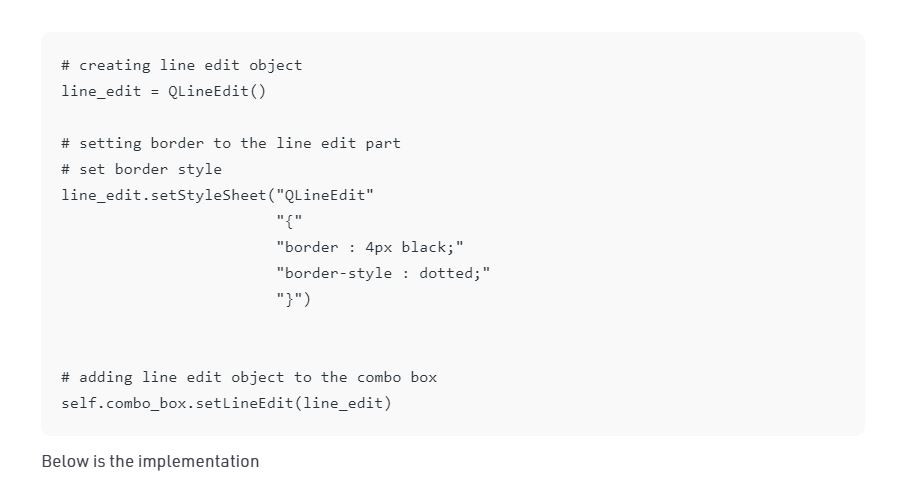 # creating line edit object
line_edit = QLineEdit()
# setting border to the line edit part
# set border style
line_edit.setStyleSheet("QLineEdit"
"{"
"border : 4px black;"
"border-style : dotted;"
"}")
# adding line edit object to the combo box
self.combo_box.setLineEdit(line_edit)
Below is the implementation